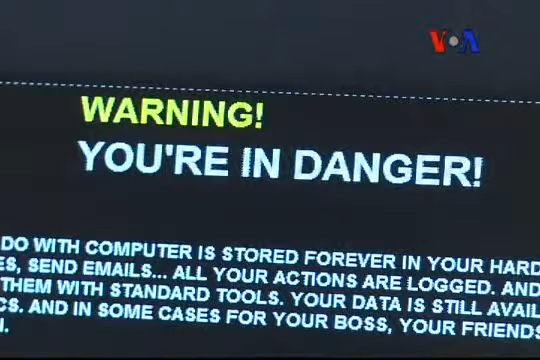 VOA
WARNING!
YOU'RE IN DANGER!
DO WITH COMPUTER IS STORED FOREVER IN YOUR HARD
ES, SEND EMAILS... ALL YOUR ACTIONS ARE LOGGED. AND
THEM WITH STANDARD TOOLS. YOUR DATA IS STILL AVAIL
CS. AND IN SOME CASES FOR YOUR BOSS, YOUR FRIENDS
N.